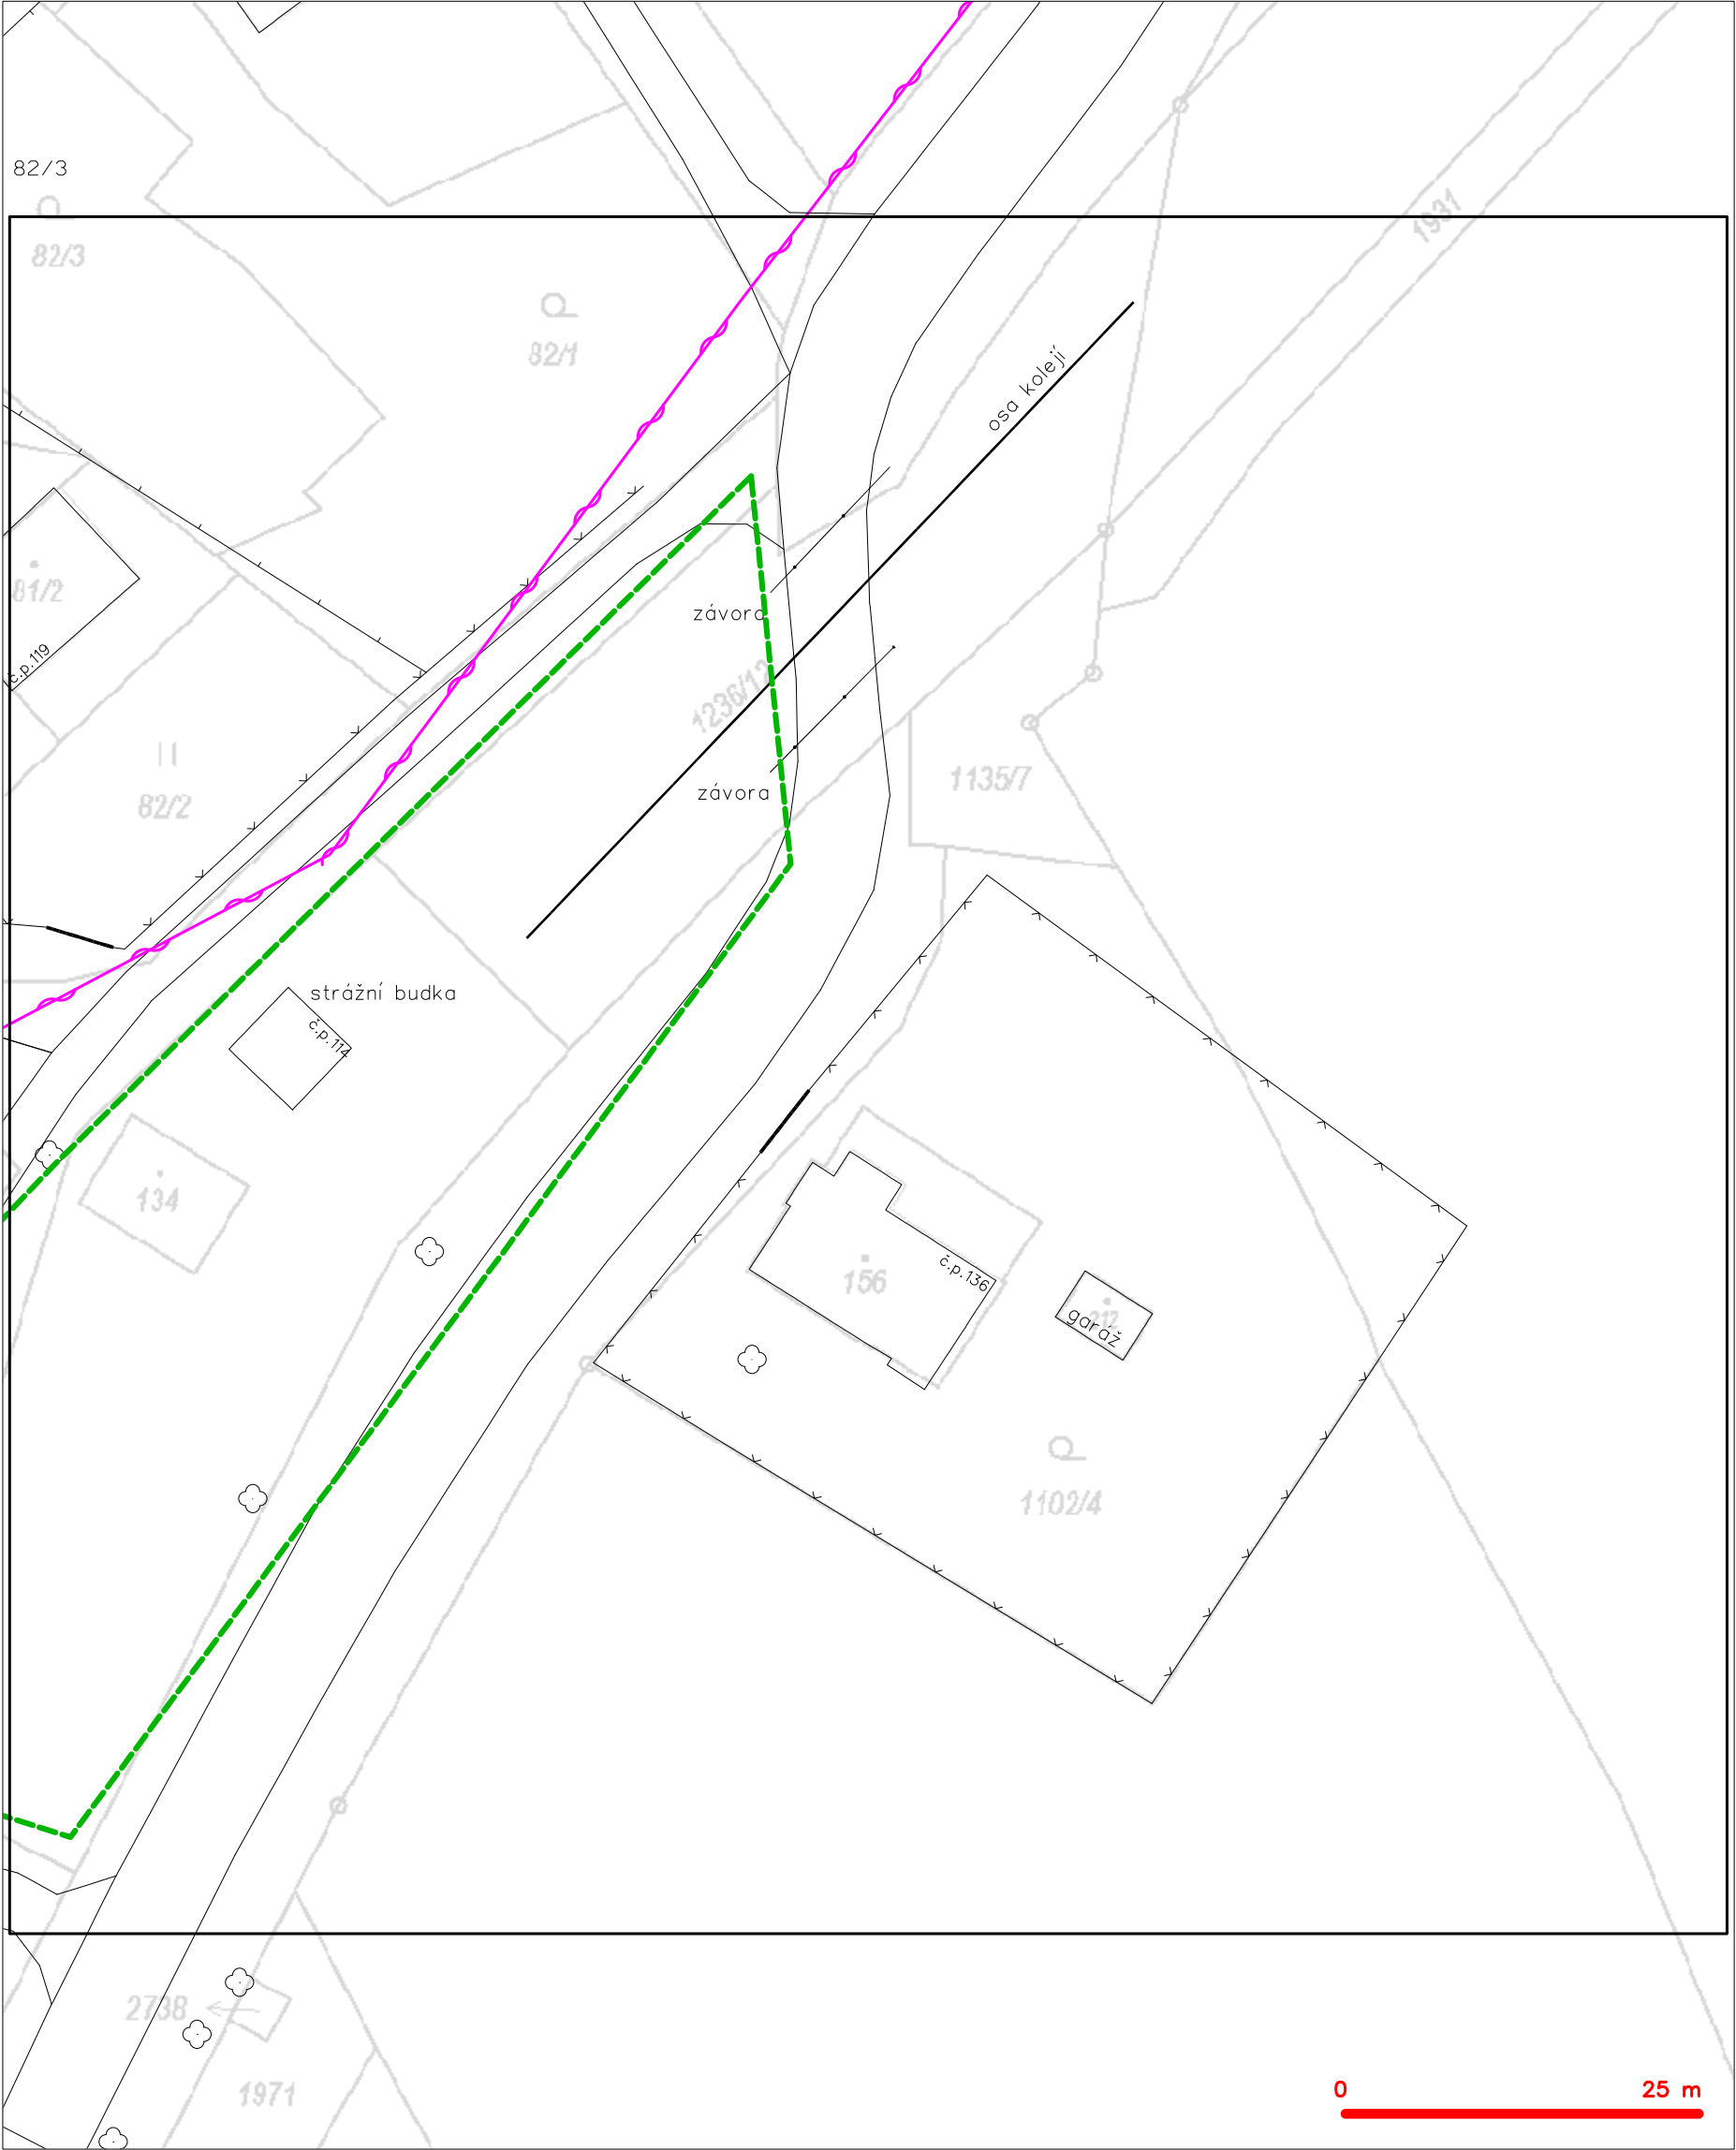 82/3
1931
82/3
82/1
osa kolejí
81/2
závora
č.p.119
1236/12
82/2
1135/7
závora
strážní budka
č.p.114
134
156
č.p.136
212
garáž
1102/4
2738
1971
0 25 m